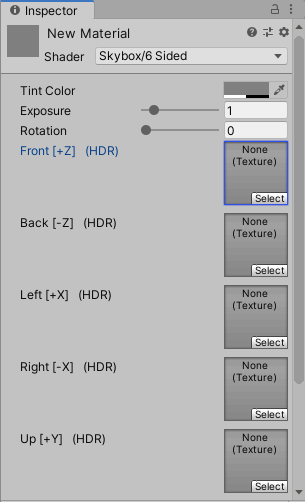 Inspector
New Material
Shader Skybox/6 Sided
Tint Color
Exposure 1
Rotation 0
Front [+Z] (HDR)
None
(Texture)
Select
Back [-Z] (HDR)
None
(Texture)
Select
Left [+X] (HDR)
None
(Texture)
Select
Right [-X] (HDR)
None
(Texture)
Select
Up [+Y] (HDR)
None
(Texture)
Select